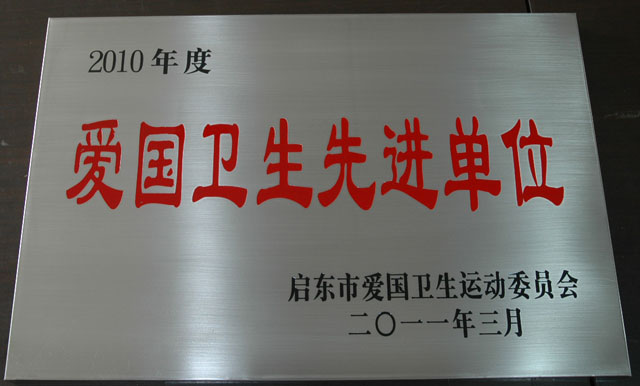 2010年度
爱国卫生先进单位
启东市爱国卫生运动委员会
二〇一一年三月